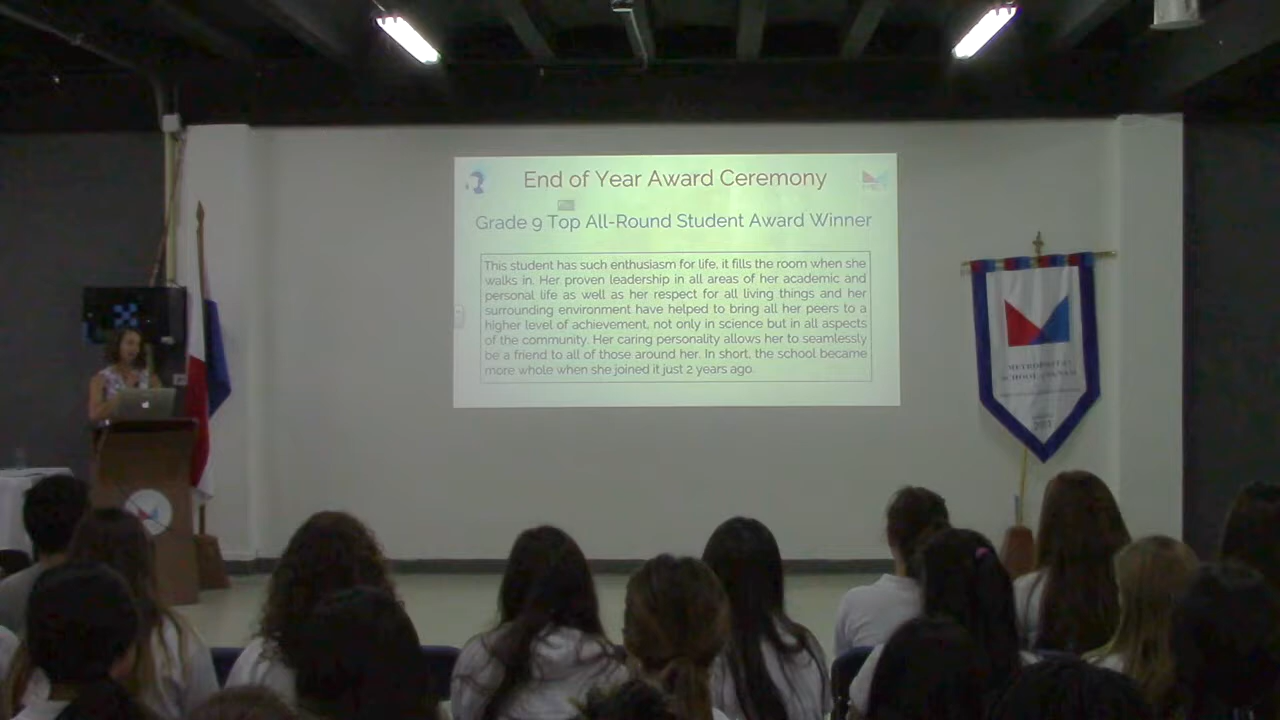 End of Year Award Ceremony
Grade 9 Top All-Round Student Award Winner
This student has such enthusiasm for life, it fills the room when she
walks in. Her proven leadership in all areas of her academic and
personal life as well as her respect for all living things and her
surrounding environment have helped to bring all her peers to a
higher level of achievement, not only in science but in all aspects
of the community. Her caring personality allows her to seamlessly
be a friend to all of those around her. In short, the school became
more whole when she joined it just 2 years ago.
METROPOLITAN
SCHOOL